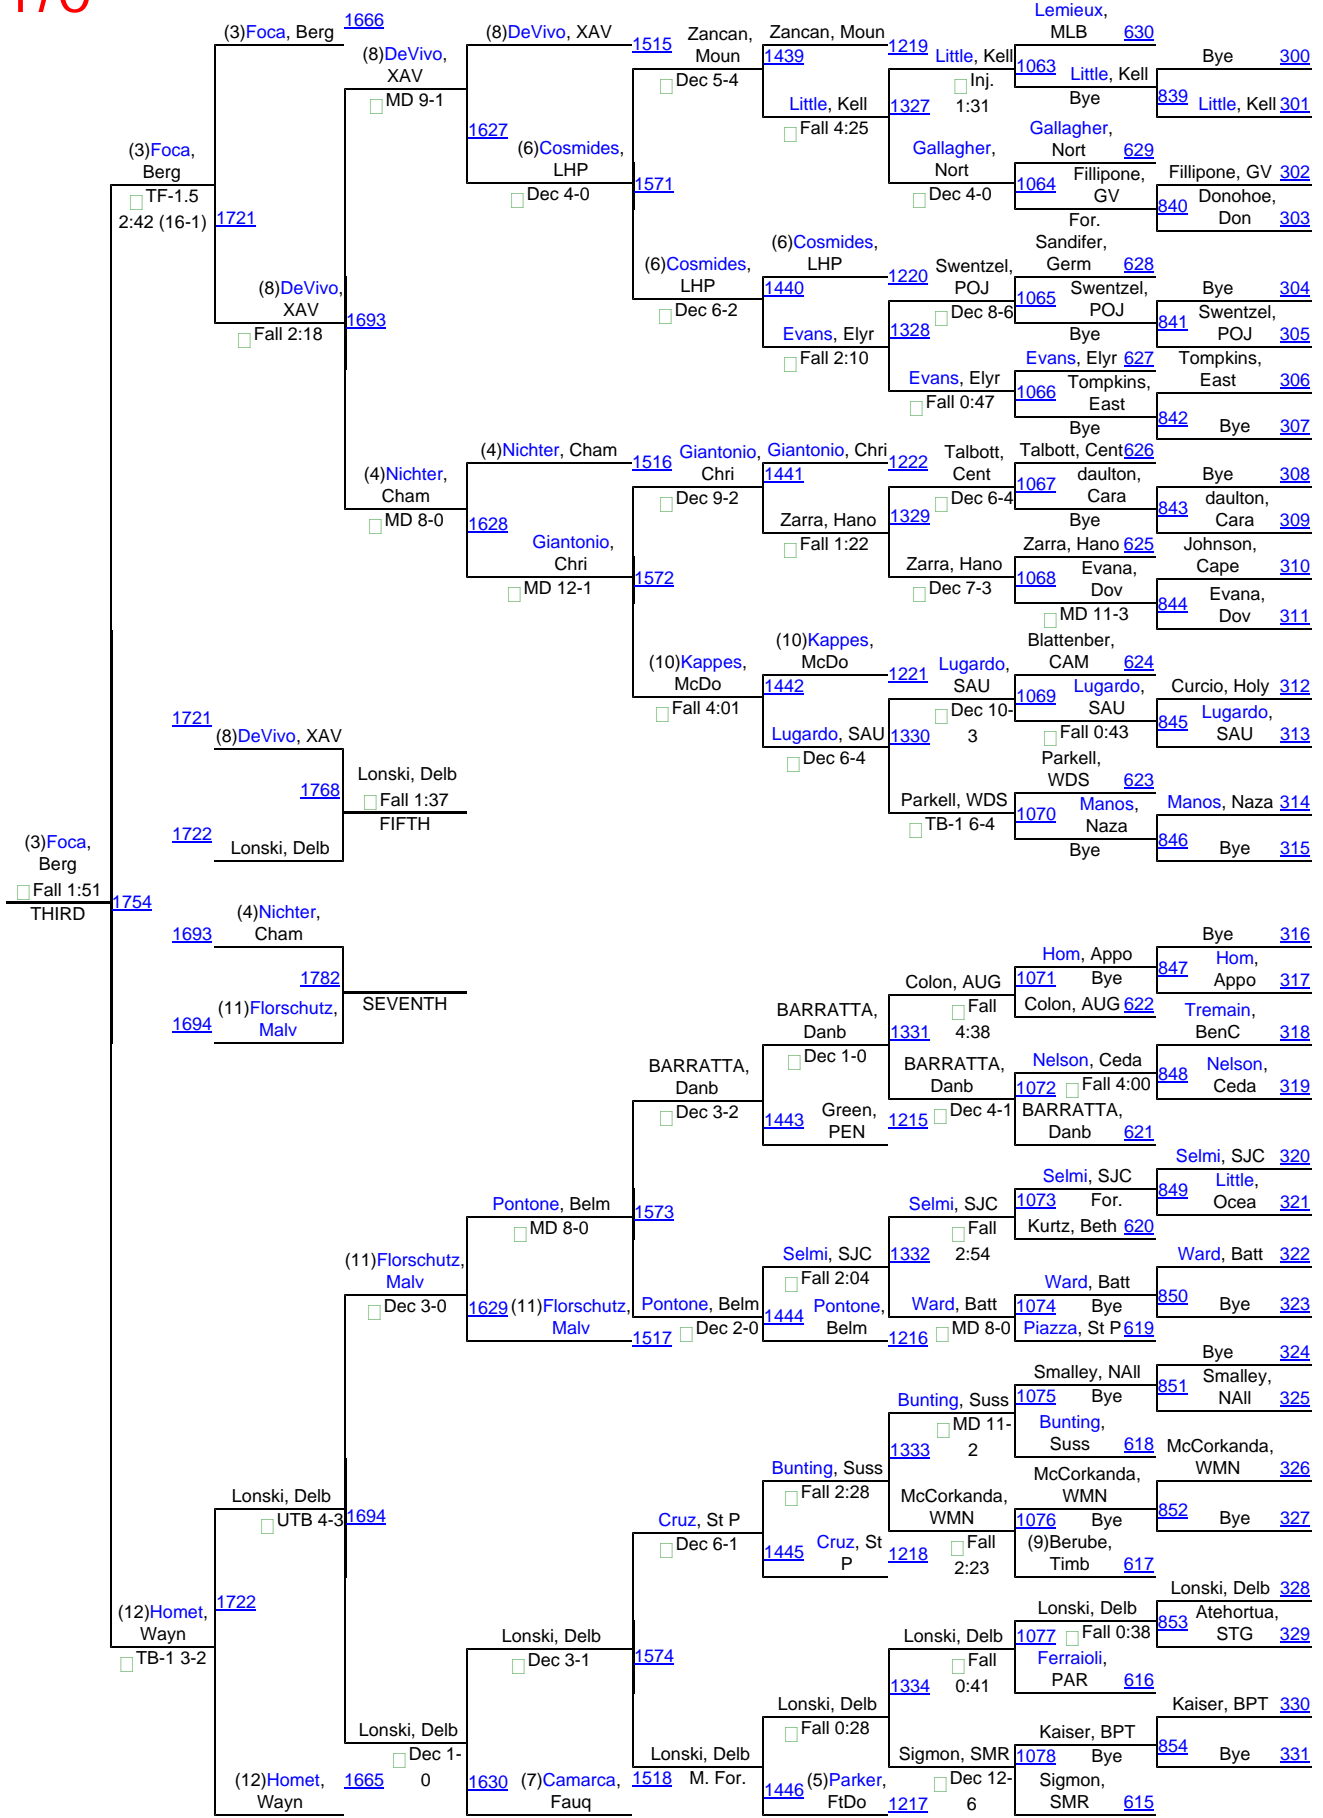 (3)Foca, Berg 1666
(8)DeVivo,
XAV
MD 9-1
(8)DeVivo, XAV 1515
Zancan,
Moun
Dec 5-4
Zancan, Moun 1219
1439
Little, Kell
Fall 4:25
Little, Kell
Inj.
1:31
1327
Lemieux,
MLB 630
1063 Little, Kell
Bye
Bye 300
839 Little, Kell 301
(3)Foca,
Berg
TF-1.5
2:42 (16-1)
1721
1627
(6)Cosmides,
LHP
Dec 4-0
1571
Gallagher,
Nort
Dec 4-0
Gallagher,
Nort 629
1064 Fillipone,
GV
For.
Fillipone, GV 302
840 Donohoe,
Don 303
(8)DeVivo,
XAV
Fall 2:18
1693
(6)Cosmides,
LHP
Dec 6-2
(6)Cosmides,
LHP 1220
1440
Evans, Elyr
Fall 2:10
Swentzel,
POJ
Dec 8-6
1328
Evans, Elyr
Fall 0:47
Sandifer,
Germ 628
1065 Swentzel,
POJ
Bye
Bye 304
841 Swentzel,
POJ 305
Evans, Elyr 627
1066 Tompkins,
East
Bye
Tompkins,
East 306
842 Bye 307
(4)Nichter,
Cham
MD 8-0
(4)Nichter, Cham 1516
1628
Giantonio,
Chri
MD 12-1
Giantonio,
Chri
Dec 9-2
1572
Giantonio, Chri 1222
1441
Zarra, Hano
Fall 1:22
Talbott,
Cent
Dec 6-4
1329
Zarra, Hano
Dec 7-3
Talbott, Cent 626
1067 daulton,
Cara
Bye
Bye 308
843 daulton,
Cara 309
Zarra, Hano 625
1068 Evana,
Dov
MD 11-3
Johnson,
Cape 310
844 Evana,
Dov 311
(10)Kappes,
McDo
Fall 4:01
(10)Kappes,
McDo 1221
1442
Lugardo, SAU
Dec 6-4
Lugardo,
SAU
Dec 10-
3
1330
Parkell, WDS
TB-1 6-4
Blattenber,
CAM 624
1069 Lugardo,
SAU
Fall 0:43
Curcio, Holy 312
845 Lugardo,
SAU 313
Parkell,
WDS 623
1070 Manos,
Naza
Bye
Manos, Naza 314
846 Bye 315
1721
(8)DeVivo, XAV
1768
Lonski, Delb
Fall 1:37
FIFTH
1722
Lonski, Delb
(3)Foca,
Berg
Fall 1:51
THIRD
1754
1693
(4)Nichter,
Cham
1782
SEVENTH
1694
(11)Florschutz,
Malv
BARRATTA,
Danb
Dec 3-2
BARRATTA,
Danb
Dec 1-0
1443 Green,
PEN 1215
Colon, AUG
Fall
4:38
1331
BARRATTA,
Danb
Dec 4-1
Hom, Appo
1071 Bye
Colon, AUG 622
Bye 316
847 Hom,
Appo 317
Nelson, Ceda
1072 Fall 4:00
BARRATTA,
Danb 621
Tremain,
BenC 318
848 Nelson,
Ceda 319
(11)Florschutz,
Malv
Dec 3-0
Pontone, Belm
MD 8-0
1629 (11)Florschutz,
Malv 1517
1573
Pontone, Belm
Dec 2-0
Selmi, SJC
Fall 2:04
1444 Pontone,
Belm 1216
Selmi, SJC
Fall
2:54
1332
Ward, Batt
MD 8-0
Selmi, SJC
1073 For.
Kurtz, Beth 620
Selmi, SJC 320
849 Little,
Ocea 321
Ward, Batt
1074 Bye
Piazza, St P 619
Ward, Batt 322
850 Bye 323
Lonski, Delb
UTB 4-3
1694
Cruz, St P
Dec 6-1
Bunting, Suss
Fall 2:28
1445 Cruz, St
P 1218
Bunting, Suss
MD 11-
2
1333
McCorkanda,
WMN
Fall
2:23
Smalley, NAll
1075 Bye
Bunting,
Suss 618
Bye 324
851 Smalley,
NAll 325
McCorkanda,
WMN
1076 Bye
(9)Berube,
Timb 617
McCorkanda,
WMN 326
852 Bye 327
(12)Homet,
Wayn
TB-1 3-2
1722
(12)Homet,
Wayn 1665
Lonski, Delb
Dec 1-
0
Lonski, Delb
Dec 3-1
1630 (7)Camarca,
Fauq 1518
1574
Lonski, Delb
M. For.
Lonski, Delb
Fall 0:28
1446 (5)Parker,
FtDo 1217
Lonski, Delb
Fall
0:41
1334
Sigmon, SMR
Dec 12-
6
Lonski, Delb
1077 Fall 0:38
Ferraioli,
PAR 616
Lonski, Delb 328
853 Atehortua,
STG 329
Kaiser, BPT
1078 Bye
Sigmon,
SMR 615
Kaiser, BPT 330
854 Bye 331
1440